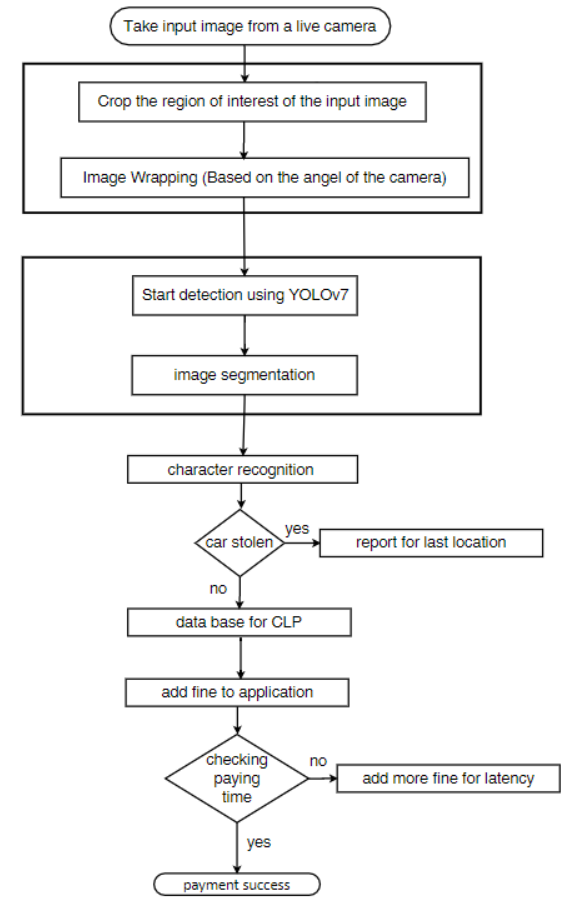 Take input image from a live camera
Crop the region of interest of the input image
Image Wrapping (Based on the angel of the camera)
Start detection using YOLOv7
image segmentation
character recognition
car stolen
yes
report for last location
no
data base for CLP
add fine to application
checking
paying
time
no
add more fine for latency
yes
payment success